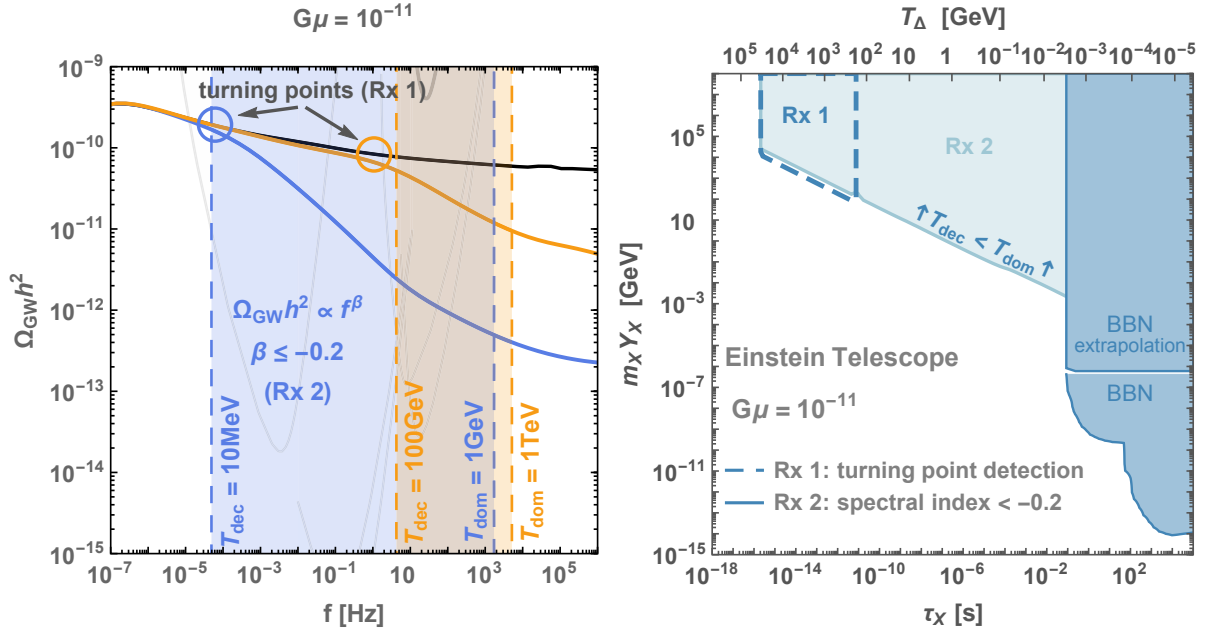 Gμ = 10⁻¹¹
10⁻⁹
10⁻¹⁰
10⁻¹¹
10⁻¹²
10⁻¹³
10⁻¹⁴
10⁻¹⁵
Ω_GW h²
turning points (Rx 1)
Ω_GW h² ∝ f^β
β ≤ −0.2
(Rx 2)
T_dec = 10MeV
T_dec = 100GeV
T_dom = 1GeV
T_dom = 1TeV
10⁻⁷ 10⁻⁵ 10⁻³ 10⁻¹ 10 10³ 10⁵
f [Hz]
T_Δ [GeV]
10⁵ 10⁴ 10³ 10² 10 1 10⁻¹ 10⁻² 10⁻³ 10⁻⁴ 10⁻⁵
10⁵
10
10⁻³
10⁻⁷
10⁻¹¹
10⁻¹⁵
m_X Y_X [GeV]
Rx 1
Rx 2
↑ T_dec < T_dom ↑
BBN
extrapolation
BBN
Einstein Telescope
Gμ = 10⁻¹¹
Rx 1: turning point detection
Rx 2: spectral index < −0.2
10⁻¹⁸ 10⁻¹⁴ 10⁻¹⁰ 10⁻⁶ 10⁻² 10²
τ_X [s]